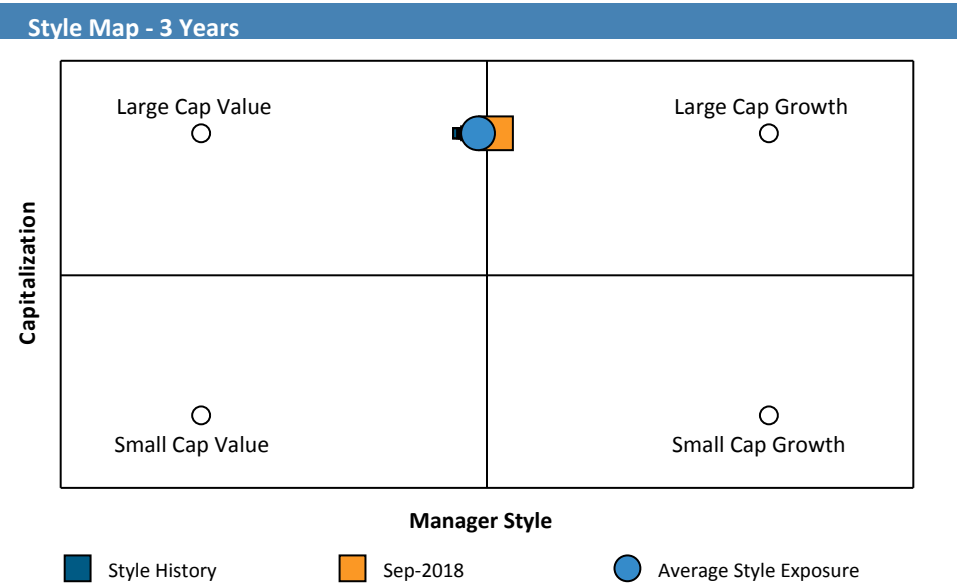 Style Map - 3 Years
Large Cap Value
Large Cap Growth
Capitalization
Small Cap Value
Small Cap Growth
Manager Style
Style History
Sep-2018
Average Style Exposure